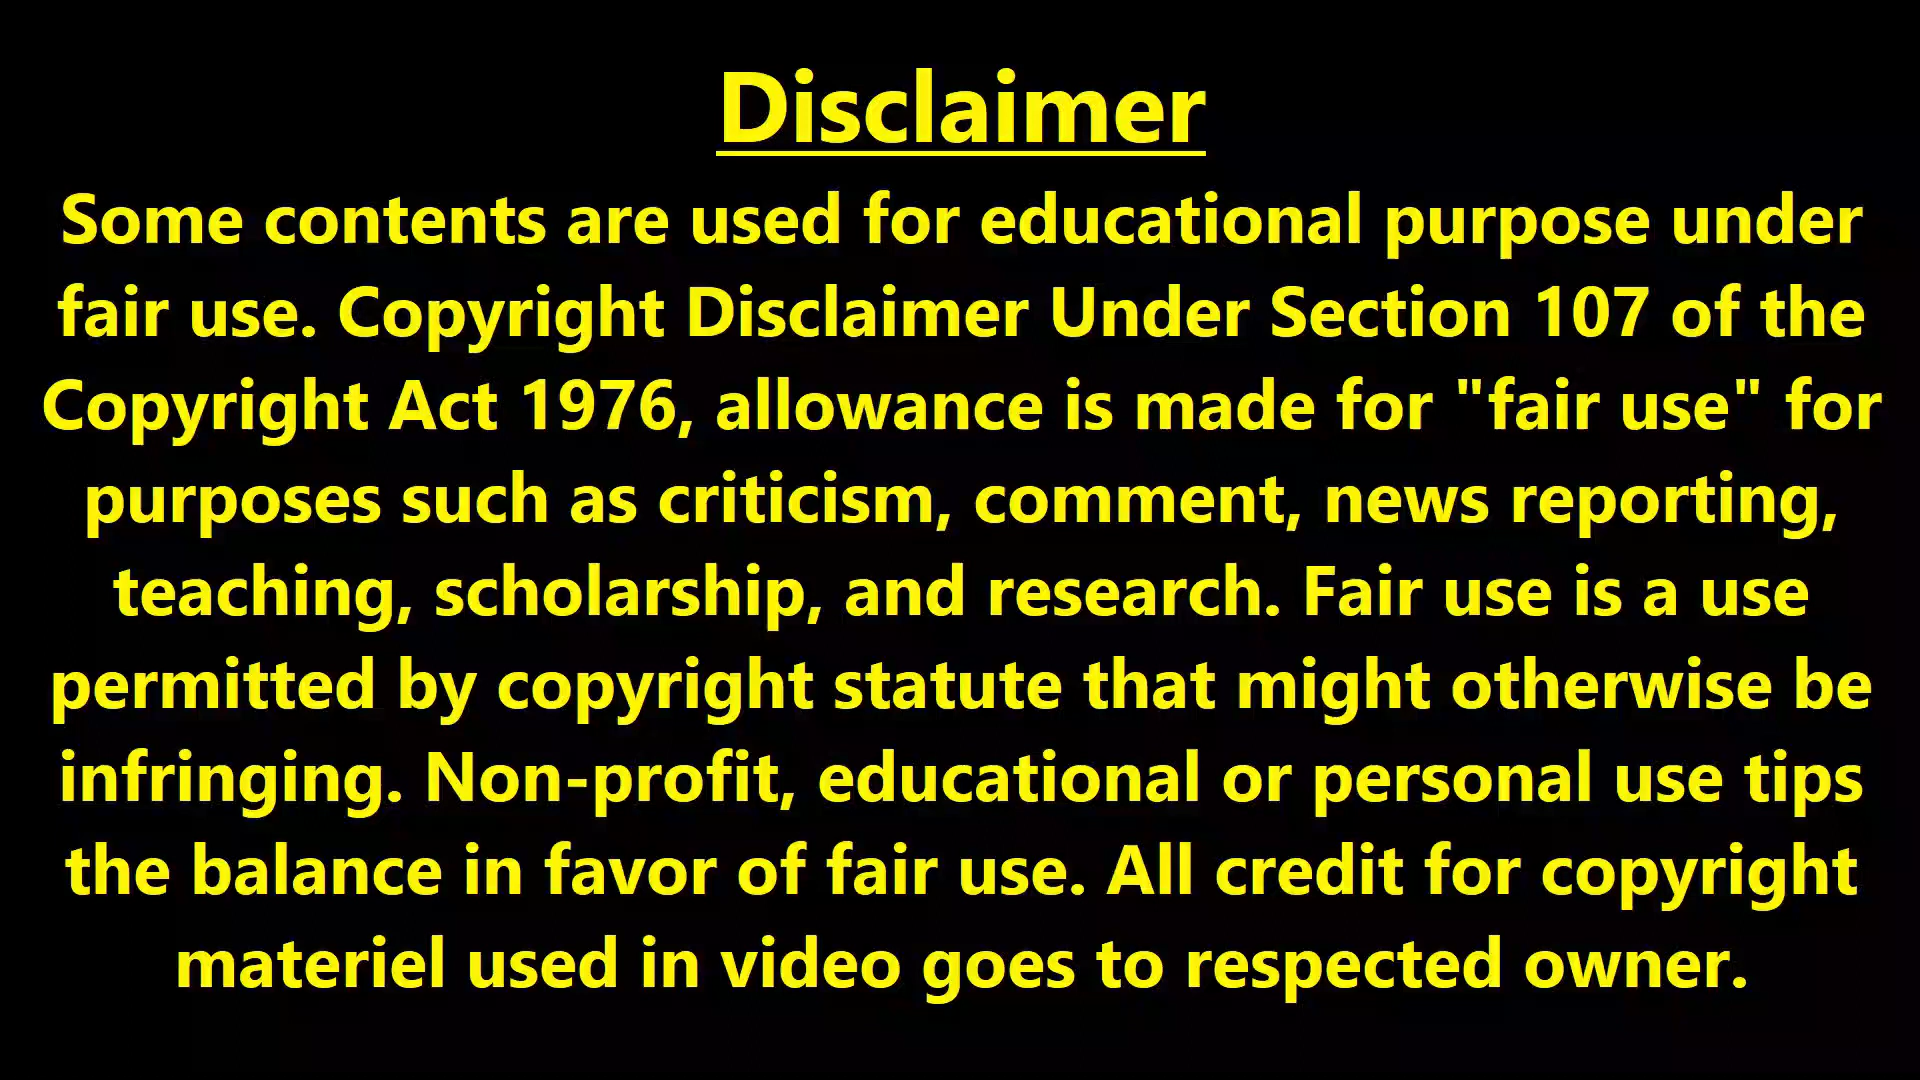 Disclaimer
Some contents are used for educational purpose under
fair use. Copyright Disclaimer Under Section 107 of the
Copyright Act 1976, allowance is made for "fair use" for
purposes such as criticism, comment, news reporting,
teaching, scholarship, and research. Fair use is a use
permitted by copyright statute that might otherwise be
infringing. Non-profit, educational or personal use tips
the balance in favor of fair use. All credit for copyright
materiel used in video goes to respected owner.